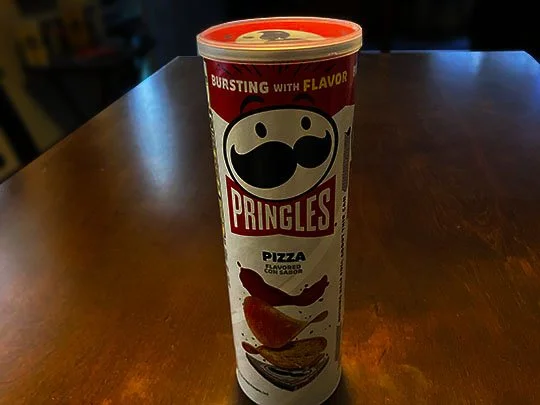 BURSTING WITH FLAVOR
PRINGLES
PIZZA
FLAVORED
CON SABOR